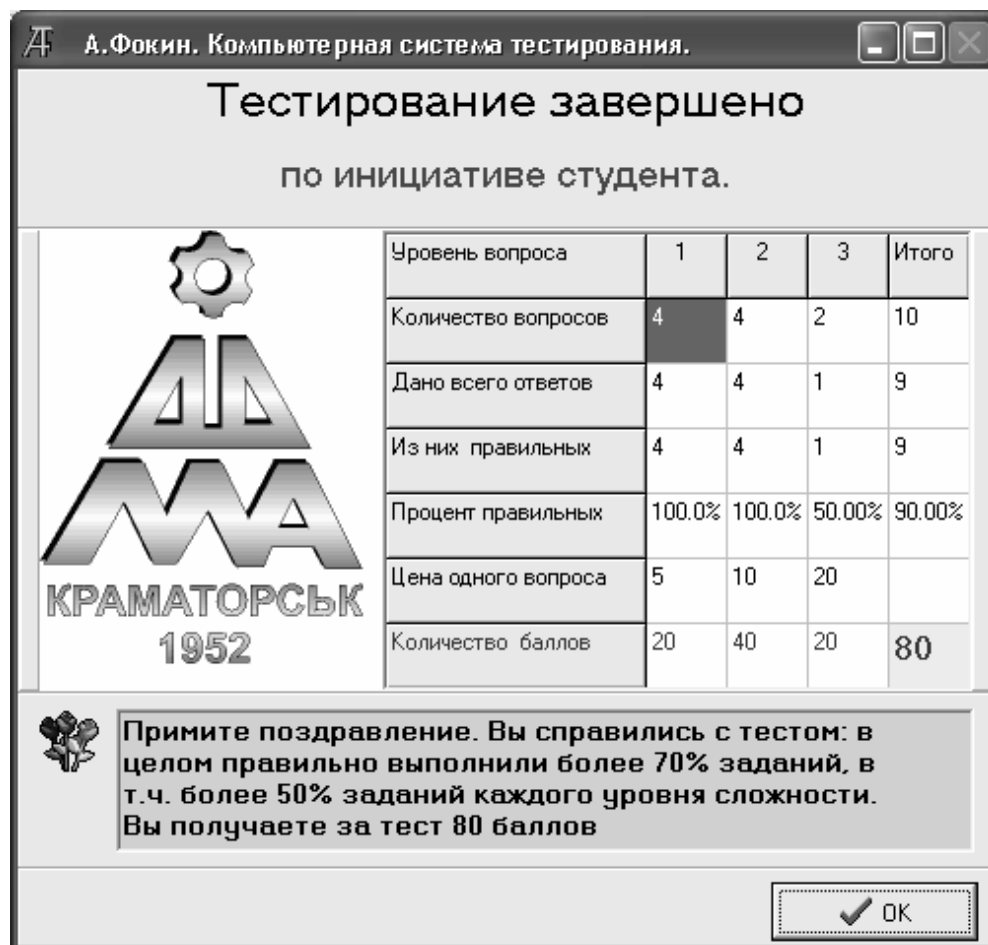 А.Фокин. Компьютерная система тестирования.
Тестирование завершено
по инициативе студента.
ДДМА
КРАМАТОРСЬК
1952
Уровень вопроса 1 2 3 Итого
Количество вопросов 4 4 2 10
Дано всего ответов 4 4 1 9
Из них правильных 4 4 1 9
Процент правильных 100.0% 100.0% 50.00% 90.00%
Цена одного вопроса 5 10 20
Количество баллов 20 40 20 80
Примите поздравление. Вы справились с тестом: в
целом правильно выполнили более 70% заданий, в
т.ч. более 50% заданий каждого уровня сложности.
Вы получаете за тест 80 баллов
OK